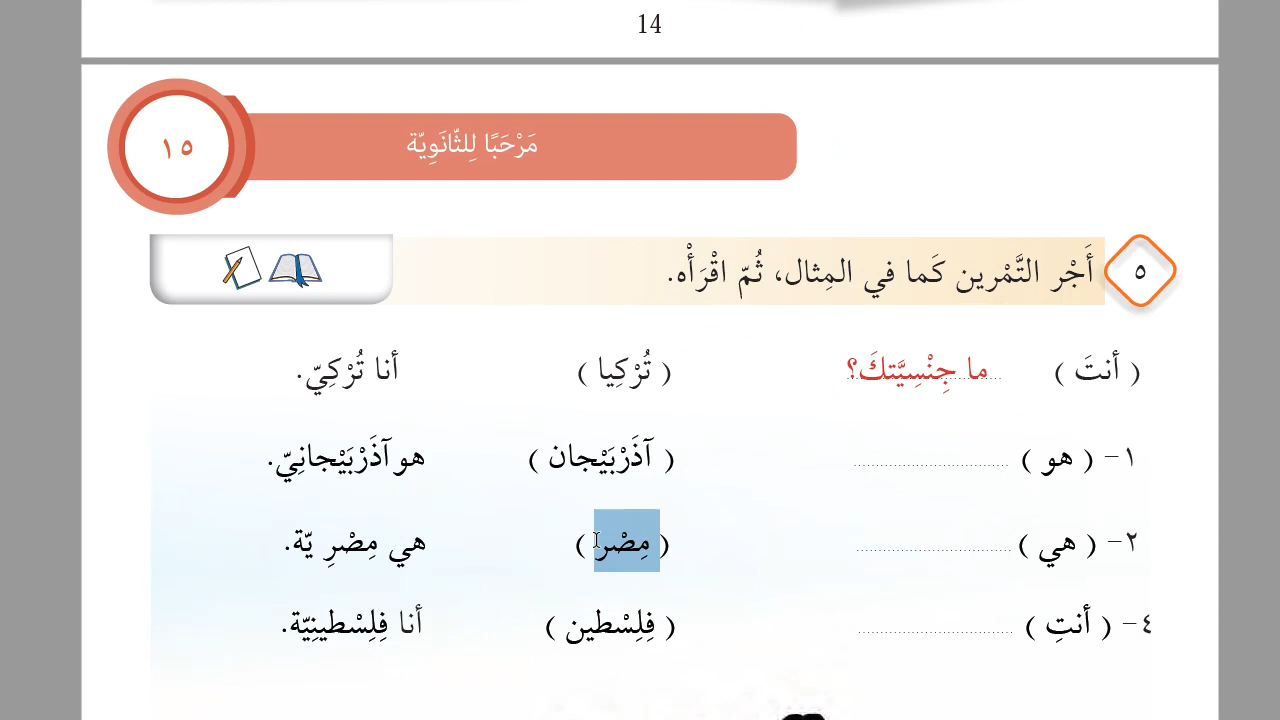 14
١٥
مَرْحَبًا لِلثّانَوِيّة
٥ أَجْر التَّمْرين كَما في المِثال، ثُمّ اقْرَأْه.
( أنتَ ) ما جِنْسِيَّتكَ؟ ( تُرْكِيا ) أنا تُرْكِيّ.
١- ( هو ) ........ ( آذَرْبَيْجان ) هو آذَرْبَيْجانِيّ.
٢- ( هي ) ........ ( مِصْر ) هي مِصْرِ يّة.
٤- ( أنتِ ) ........ ( فِلِسْطين ) أنا فِلِسْطينِيّة.